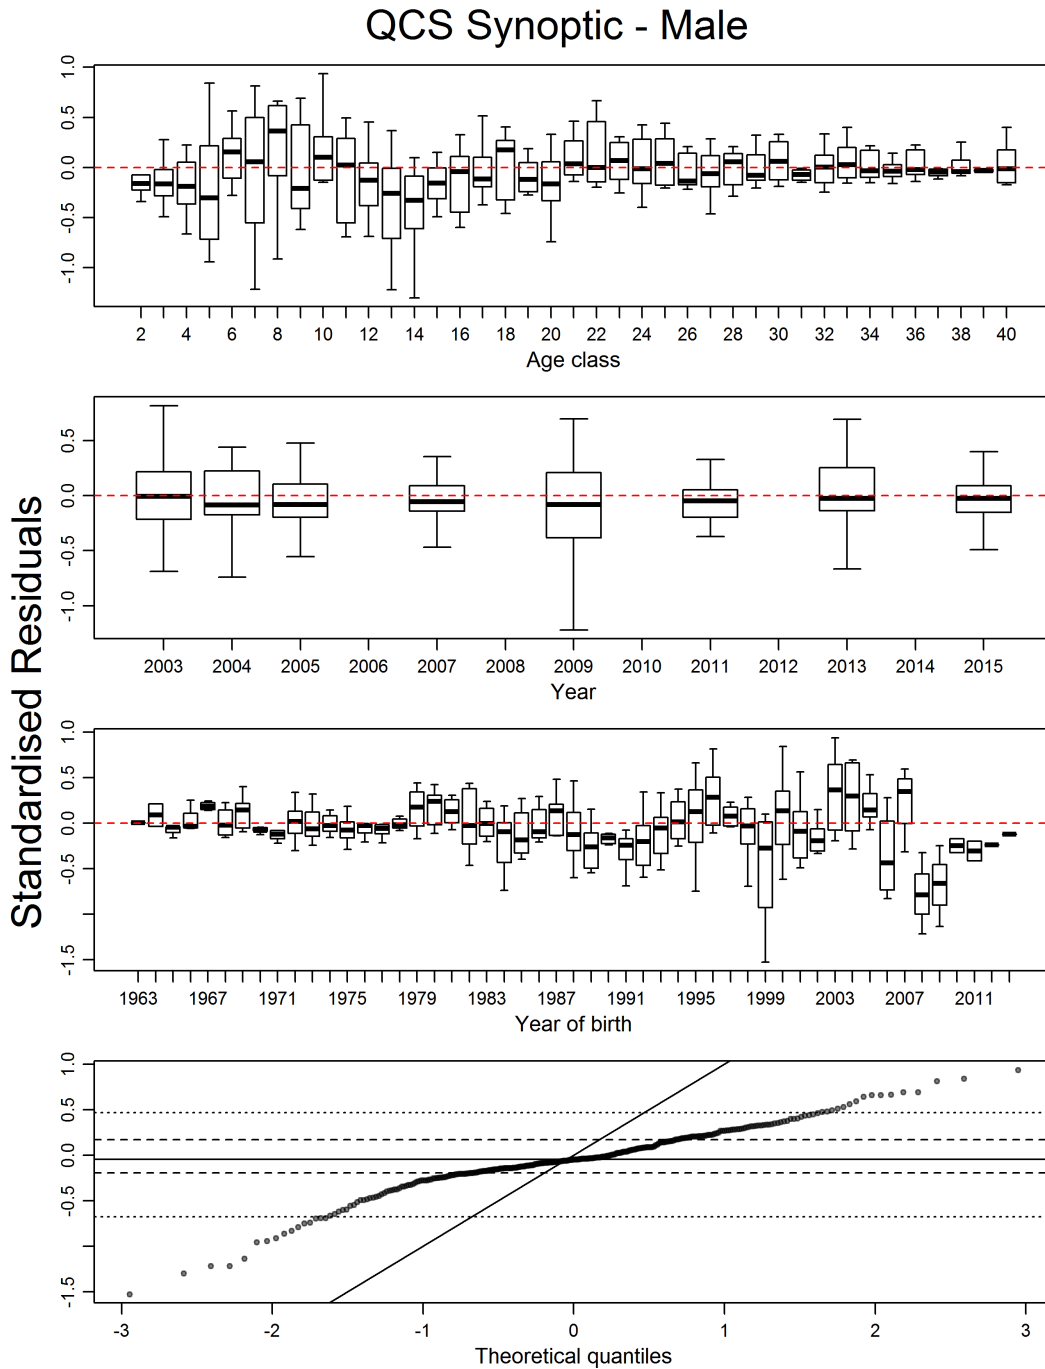 QCS Synoptic - Male
Standardised Residuals
1.0
0.5
0.0
-0.5
-1.0
2 4 6 8 10 12 14 16 18 20 22 24 26 28 30 32 34 36 38 40
Age class
0.5
0.0
-0.5
-1.0
2003 2004 2005 2006 2007 2008 2009 2010 2011 2012 2013 2014 2015
Year
1.0
0.5
0.0
-0.5
-1.5
1963 1967 1971 1975 1979 1983 1987 1991 1995 1999 2003 2007 2011
Year of birth
1.0
0.5
0.0
-0.5
-1.5
-3 -2 -1 0 1 2 3
Theoretical quantiles